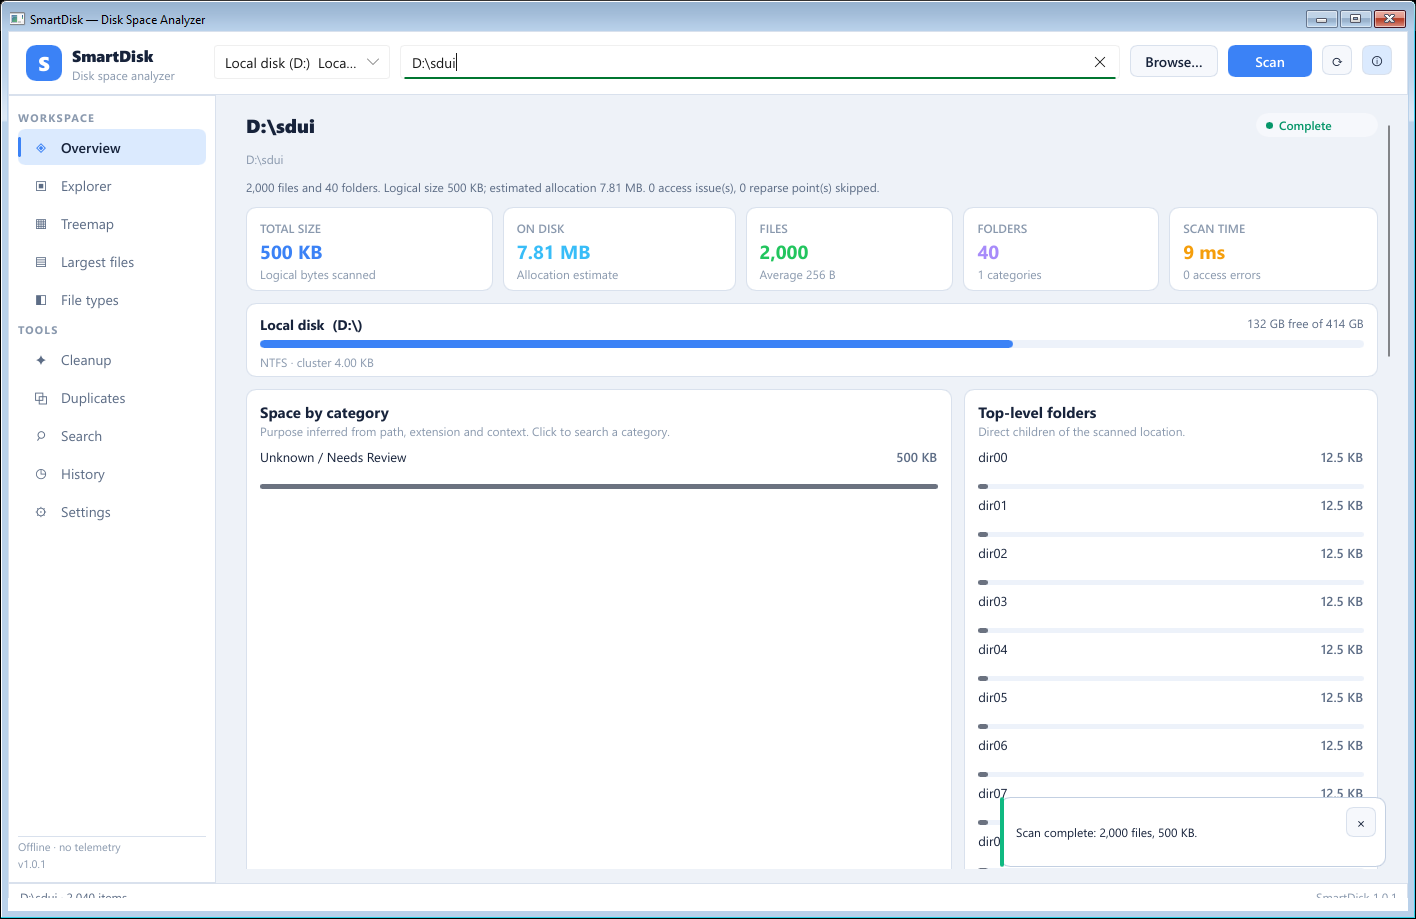 SmartDisk — Disk Space Analyzer
S
SmartDisk
Disk space analyzer
Local disk (D:)  Loca...
D:\sdui
Browse...
Scan
WORKSPACE
Overview
Explorer
Treemap
Largest files
File types
TOOLS
Cleanup
Duplicates
Search
History
Settings
Offline · no telemetry
v1.0.1
D:\sdui
Complete
D:\sdui
2,000 files and 40 folders. Logical size 500 KB; estimated allocation 7.81 MB. 0 access issue(s), 0 reparse point(s) skipped.
TOTAL SIZE
500 KB
Logical bytes scanned
ON DISK
7.81 MB
Allocation estimate
FILES
2,000
Average 256 B
FOLDERS
40
1 categories
SCAN TIME
9 ms
0 access errors
Local disk  (D:\)
132 GB free of 414 GB
NTFS · cluster 4.00 KB
Space by category
Purpose inferred from path, extension and context. Click to search a category.
Unknown / Needs Review 500 KB
Top-level folders
Direct children of the scanned location.
dir00 12.5 KB
dir01 12.5 KB
dir02 12.5 KB
dir03 12.5 KB
dir04 12.5 KB
dir05 12.5 KB
dir06 12.5 KB
dir07 12.5 KB
Scan complete: 2,000 files, 500 KB.
D:\sdui · 2,040 items
SmartDisk 1.0.1